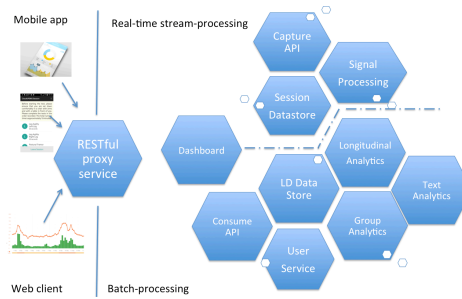 Mobile app
Real-time stream-processing
Capture
API
Signal
Processing
Session
Datastore
RESTful
proxy
service
Dashboard
Longitudinal
Analytics
LD Data
Store
Text
Analytics
Consume
API
Group
Analytics
User
Service
Web client
Batch-processing